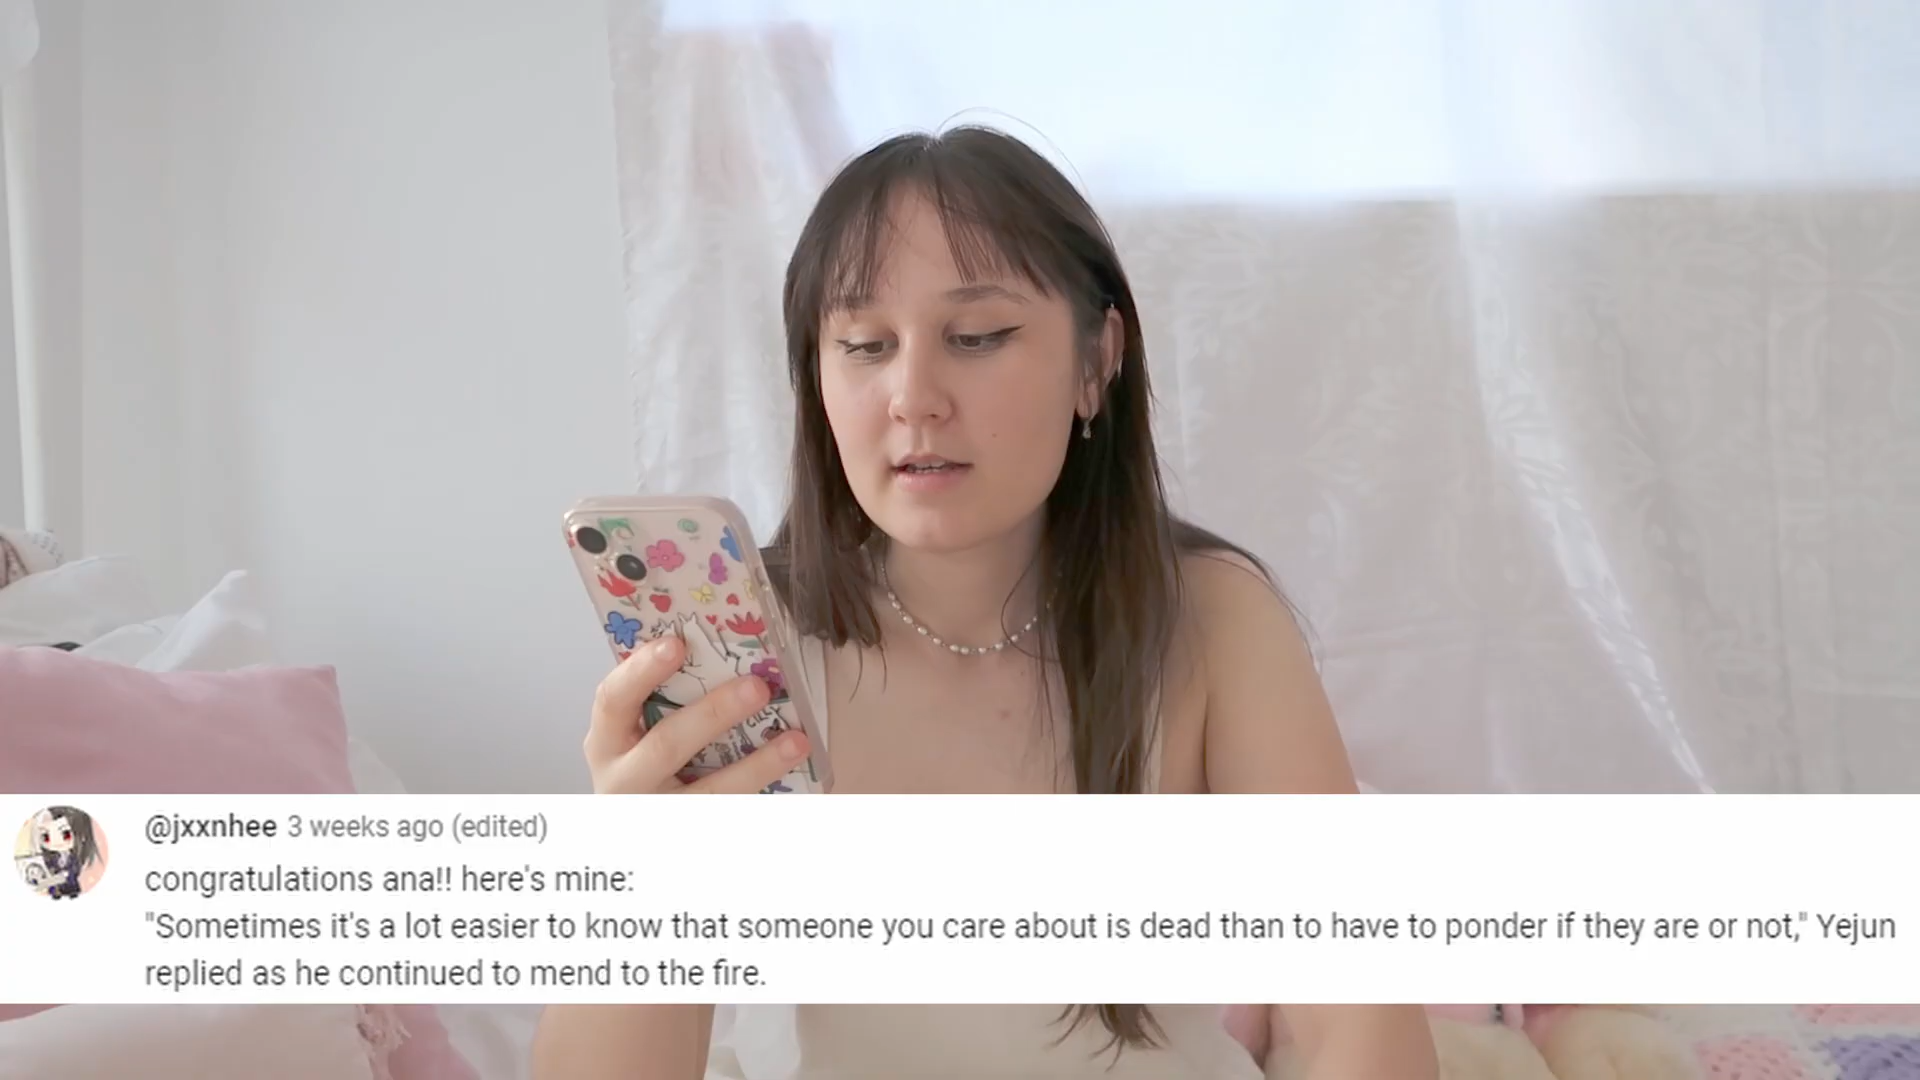 @jxxnhee 3 weeks ago (edited)
congratulations ana!! here's mine:
"Sometimes it's a lot easier to know that someone you care about is dead than to have to ponder if they are or not," Yejun
replied as he continued to mend to the fire.